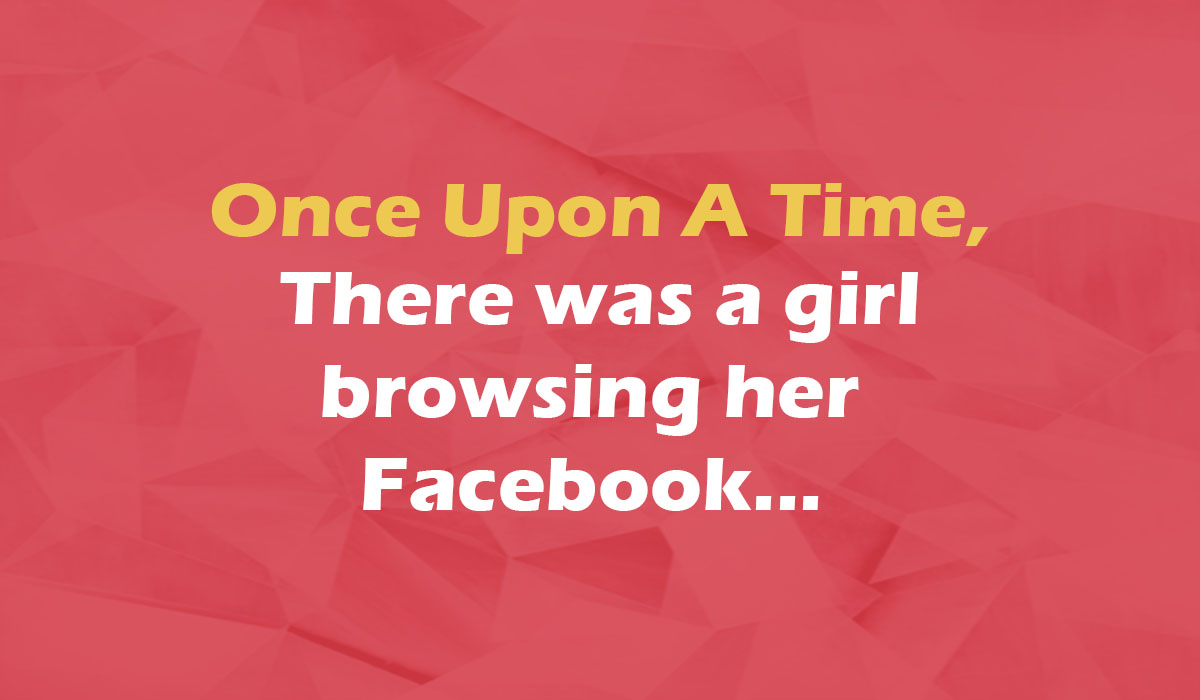 Once Upon A Time,
There was a girl
browsing her
Facebook...